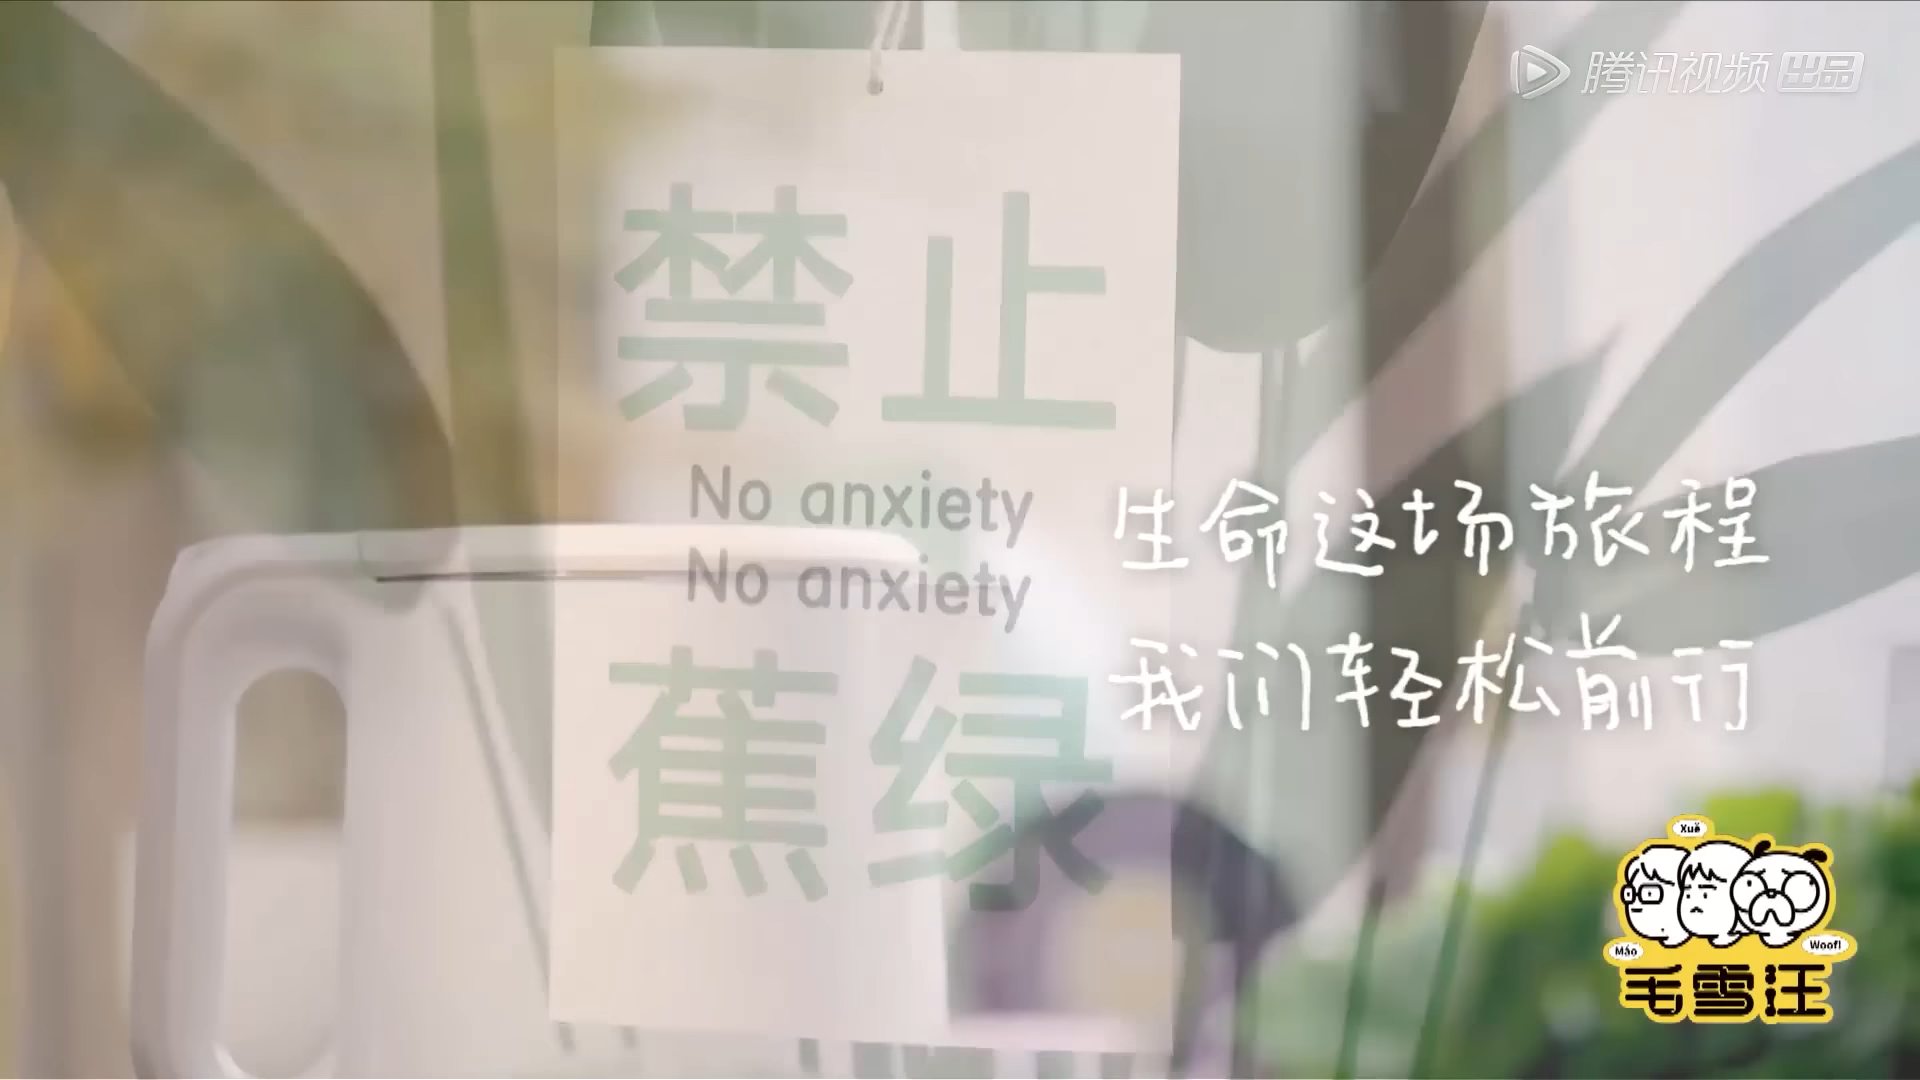 腾讯视频 出品
禁止
No anxiety
No anxiety
蕉绿
生命这场旅程
我们轻松前行
Xuě
Máo
Woof!
毛雪汪